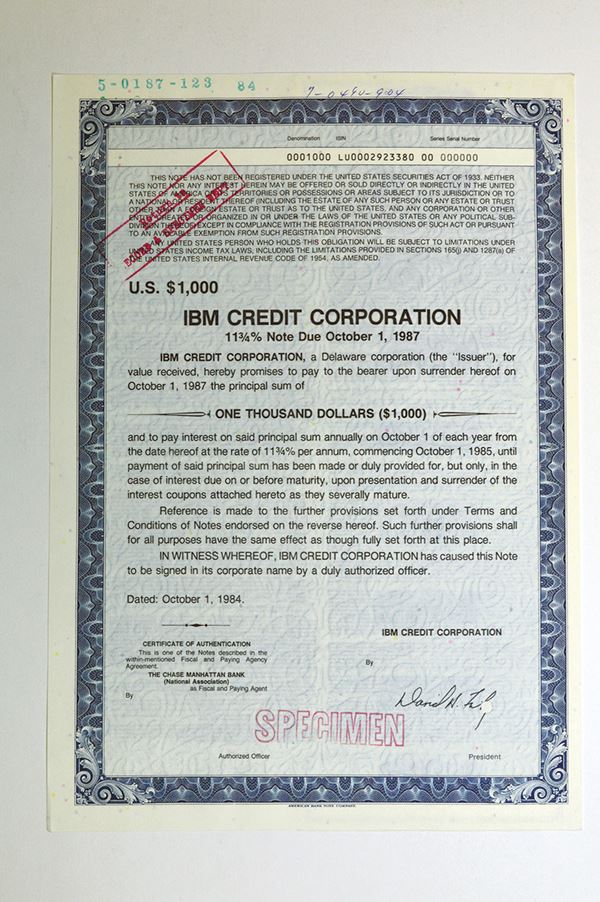 5-0187-123 84
Denomination ISIN Series Serial Number
0001000 LU0002923380 00 000000
THIS NOTE HAS NOT BEEN REGISTERED UNDER THE UNITED STATES SECURITIES ACT OF 1933. NEITHER
THIS NOTE NOR ANY INTEREST HEREIN MAY BE OFFERED OR SOLD DIRECTLY OR INDIRECTLY IN THE UNITED
STATES OF AMERICA OR ITS TERRITORIES OR POSSESSIONS OR AREAS SUBJECT TO ITS JURISDICTION OR TO
A NATIONAL OR RESIDENT THEREOF (INCLUDING THE ESTATE OF ANY SUCH PERSON OR ANY ESTATE OR TRUST
OTHER THAN A FOREIGN ESTATE OR TRUST AS TO THE UNITED STATES, AND ANY CORPORATION OR OTHER
ENTITY CREATED OR ORGANIZED IN OR UNDER THE LAWS OF THE UNITED STATES OR ANY POLITICAL SUB-
DIVISION THEREOF) EXCEPT IN COMPLIANCE WITH THE REGISTRATION PROVISIONS OF SUCH ACT OR PURSUANT
TO AN AVAILABLE EXEMPTION FROM SUCH REGISTRATION PROVISIONS.
ANY UNITED STATES PERSON WHO HOLDS THIS OBLIGATION WILL BE SUBJECT TO LIMITATIONS UNDER
UNITED STATES INCOME TAX LAWS, INCLUDING THE LIMITATIONS PROVIDED IN SECTIONS 165(j) AND 1287(a) OF
THE UNITED STATES INTERNAL REVENUE CODE OF 1954, AS AMENDED.
U.S. $1,000
IBM CREDIT CORPORATION
11¾% Note Due October 1, 1987
IBM CREDIT CORPORATION, a Delaware corporation (the "Issuer"), for
value received, hereby promises to pay to the bearer upon surrender hereof on
October 1, 1987 the principal sum of
ONE THOUSAND DOLLARS ($1,000)
and to pay interest on said principal sum annually on October 1 of each year from
the date hereof at the rate of 11¾% per annum, commencing October 1, 1985, until
payment of said principal sum has been made or duly provided for, but only, in the
case of interest due on or before maturity, upon presentation and surrender of the
interest coupons attached hereto as they severally mature.
Reference is made to the further provisions set forth under Terms and
Conditions of Notes endorsed on the reverse hereof. Such further provisions shall
for all purposes have the same effect as though fully set forth at this place.
IN WITNESS WHEREOF, IBM CREDIT CORPORATION has caused this Note
to be signed in its corporate name by a duly authorized officer.
Dated: October 1, 1984.
IBM CREDIT CORPORATION
CERTIFICATE OF AUTHENTICATION
This is one of the Notes described in the
within-mentioned Fiscal and Paying Agency
Agreement.
THE CHASE MANHATTAN BANK
(National Association)
as Fiscal and Paying Agent
By
By
David H.
SPECIMEN
Authorized Officer
President
AMERICAN BANK NOTE COMPANY